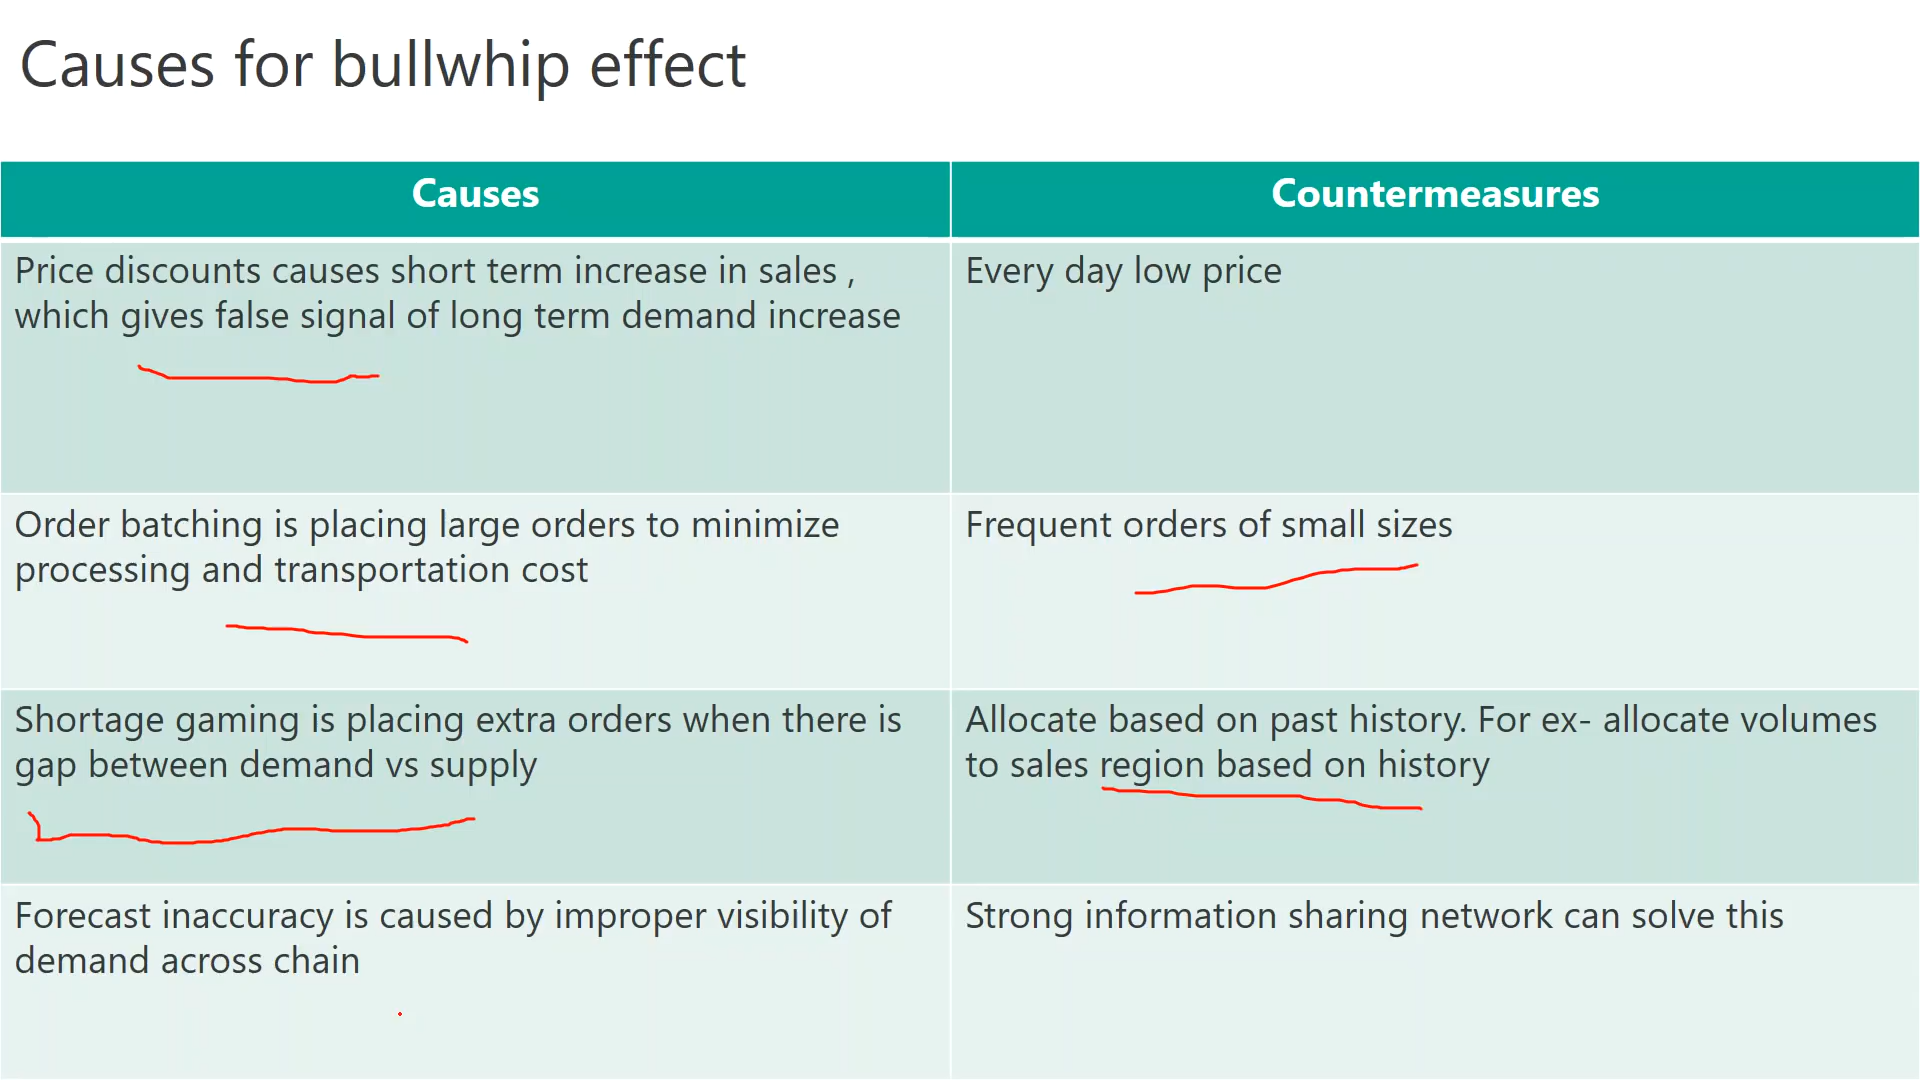 Causes for bullwhip effect
Causes
Countermeasures
Price discounts causes short term increase in sales ,
which gives false signal of long term demand increase
Every day low price
Order batching is placing large orders to minimize
processing and transportation cost
Frequent orders of small sizes
Shortage gaming is placing extra orders when there is
gap between demand vs supply
Allocate based on past history. For ex- allocate volumes
to sales region based on history
Forecast inaccuracy is caused by improper visibility of
demand across chain
Strong information sharing network can solve this